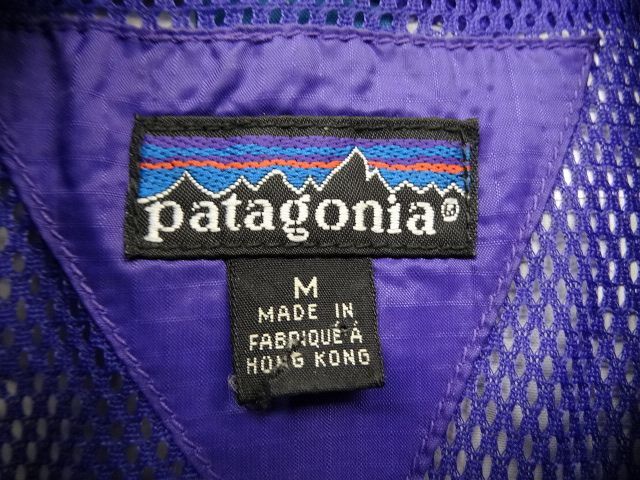 patagonia®
M
MADE IN
FABRIQUÉ À
HONG KONG